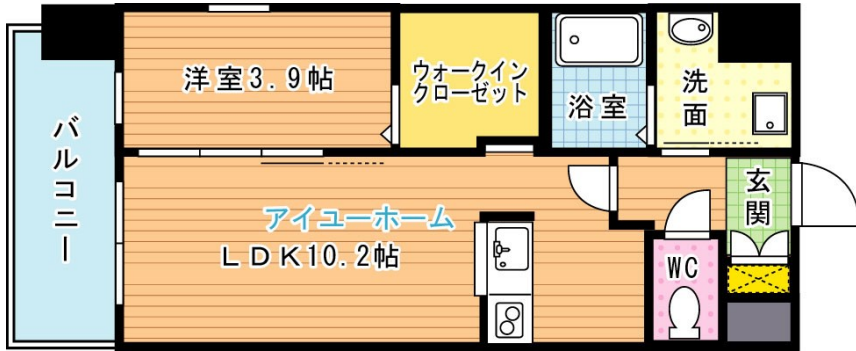 洋室3.9帖
ウォークイン
クローゼット
浴室
洗面
バルコニー
玄関
アイユーホーム
LDK10.2帖
WC